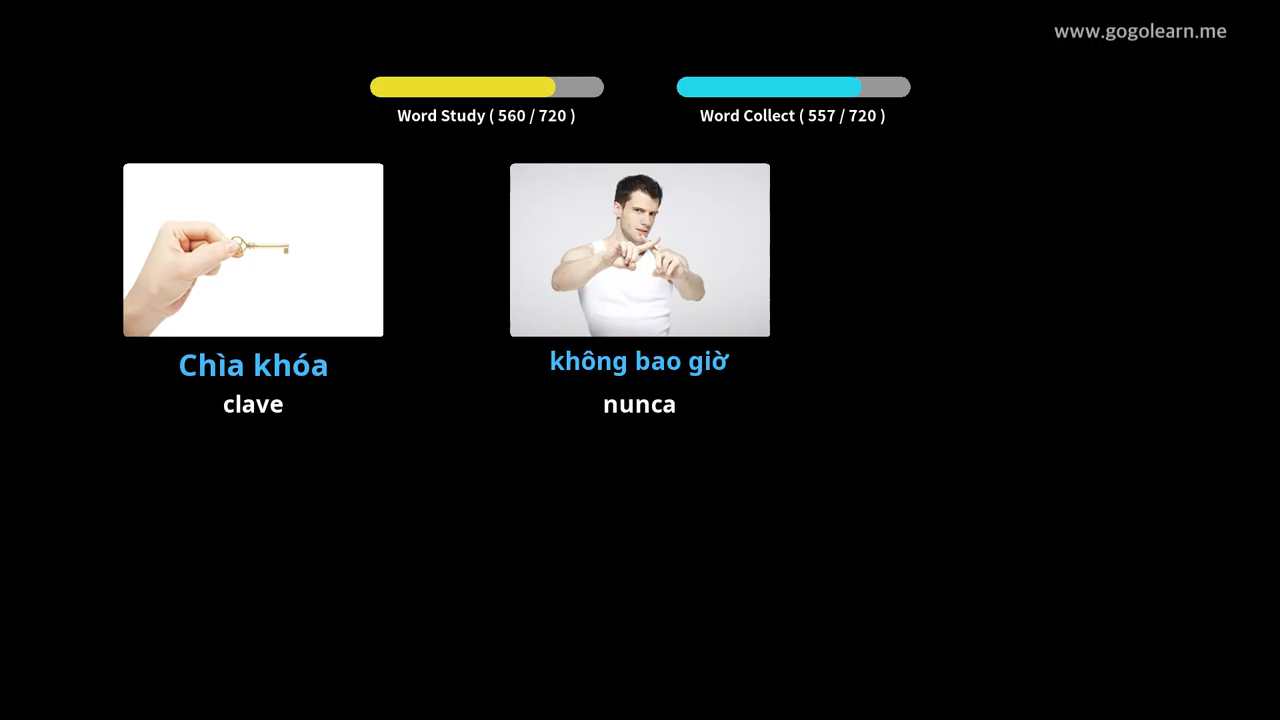 www.gogolearn.me
Word Study ( 560 / 720 )
Word Collect ( 557 / 720 )
Chìa khóa
clave
không bao giờ
nunca